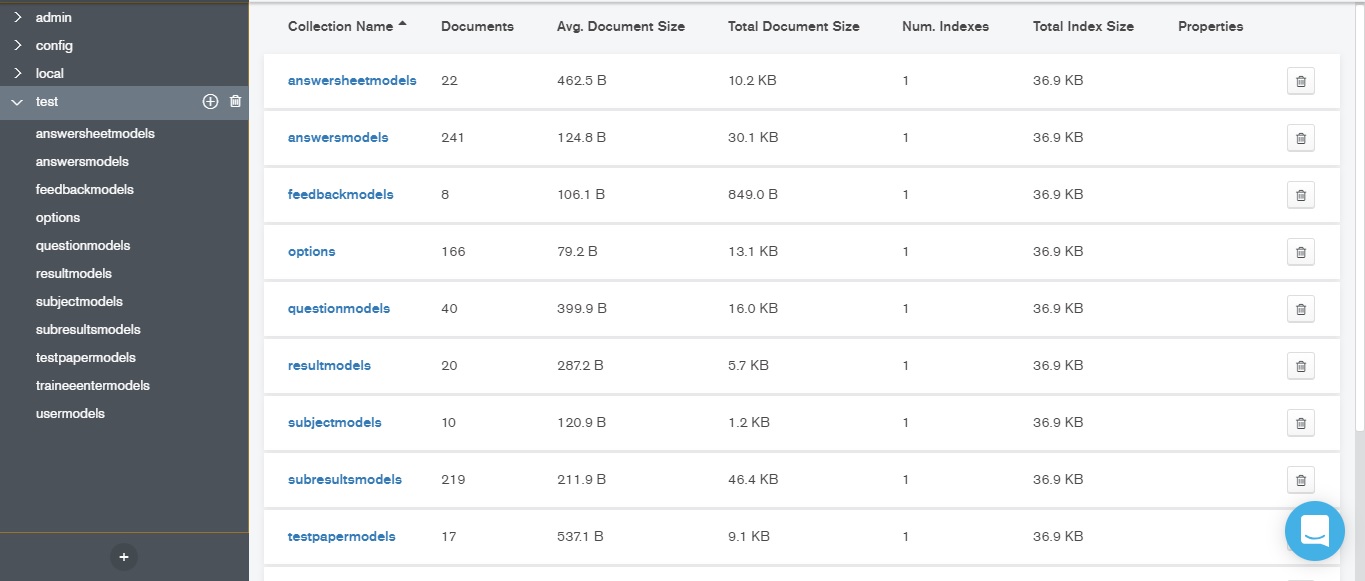 admin
config
local
test
answersheetmodels
answersmodels
feedbackmodels
options
questionmodels
resultmodels
subjectmodels
subresultsmodels
testpapermodels
traineeentermodels
usermodels
+
Collection Name Documents Avg. Document Size Total Document Size Num. Indexes Total Index Size Properties
answersheetmodels 22 462.5 B 10.2 KB 1 36.9 KB
answersmodels 241 124.8 B 30.1 KB 1 36.9 KB
feedbackmodels 8 106.1 B 849.0 B 1 36.9 KB
options 166 79.2 B 13.1 KB 1 36.9 KB
questionmodels 40 399.9 B 16.0 KB 1 36.9 KB
resultmodels 20 287.2 B 5.7 KB 1 36.9 KB
subjectmodels 10 120.9 B 1.2 KB 1 36.9 KB
subresultsmodels 219 211.9 B 46.4 KB 1 36.9 KB
testpapermodels 17 537.1 B 9.1 KB 1 36.9 KB